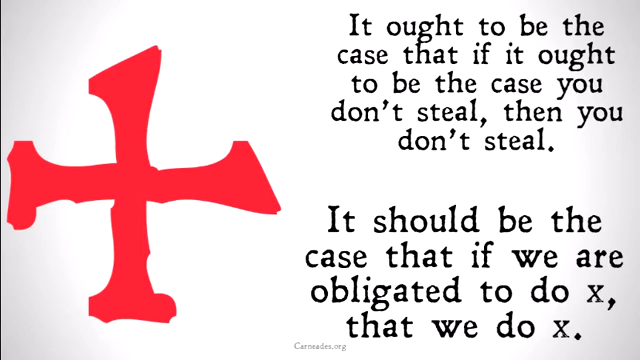 It ought to be the
case that if it ought
to be the case you
don't steal, then you
don't steal.
It should be the
case that if we are
obligated to do x,
that we do x.
Carneades.org